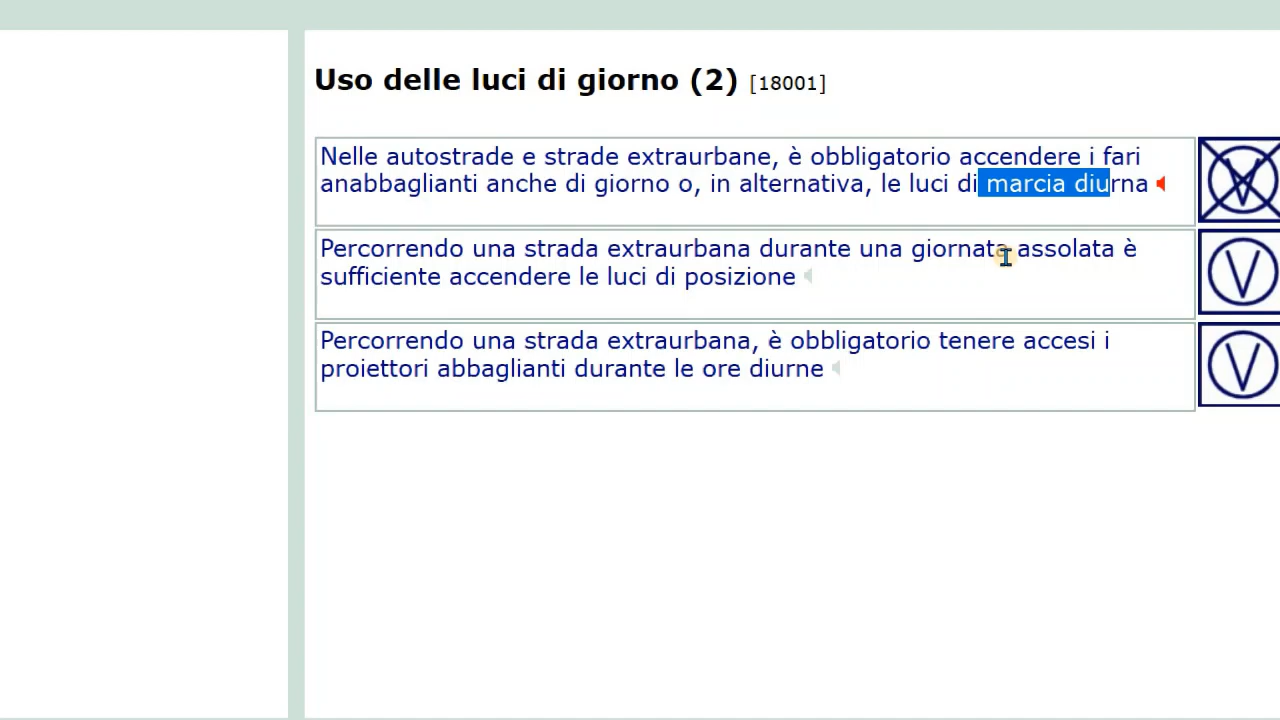 Uso delle luci di giorno (2) [18001]
Nelle autostrade e strade extraurbane, è obbligatorio accendere i fari
anabbaglianti anche di giorno o, in alternativa, le luci di marcia diurna
V
Percorrendo una strada extraurbana durante una giornata assolata è
sufficiente accendere le luci di posizione
V
Percorrendo una strada extraurbana, è obbligatorio tenere accesi i
proiettori abbaglianti durante le ore diurne
V